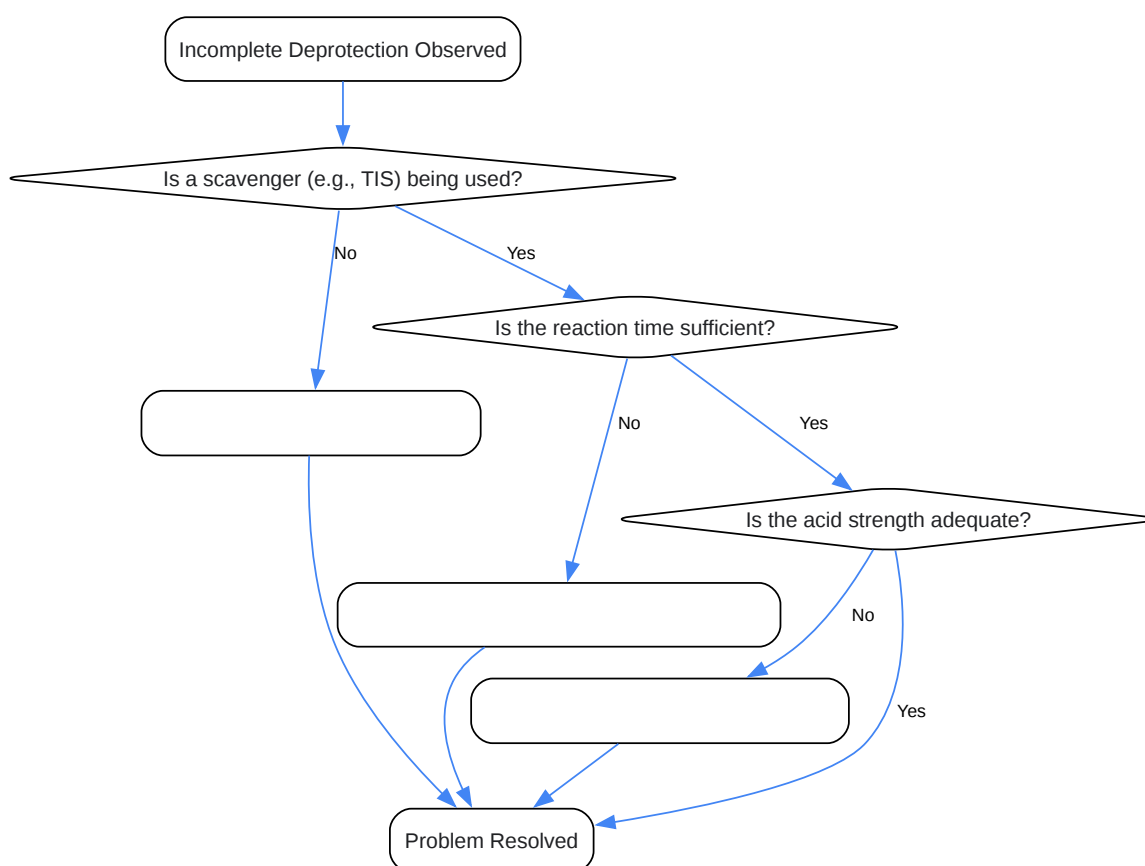 Incomplete Deprotection Observed
Is a scavenger (e.g., TIS) being used?
No
Yes
Is the reaction time sufficient?
No
Yes
Is the acid strength adequate?
No
Yes
Problem Resolved